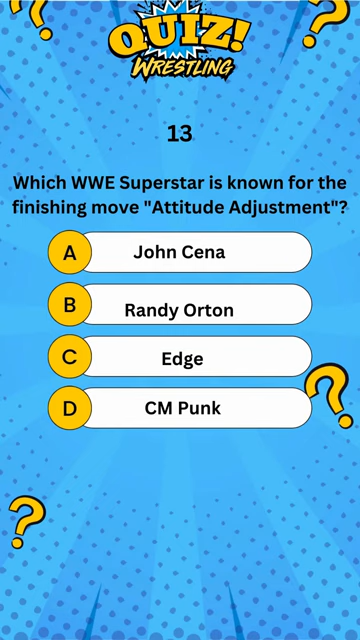 QUIZ!
WRESTLING
13
Which WWE Superstar is known for the
finishing move "Attitude Adjustment"?
A John Cena
B Randy Orton
C Edge
D CM Punk